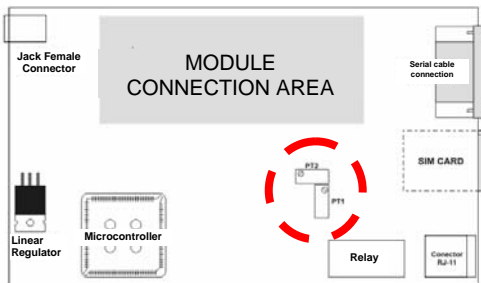 Jack Female
Connector
MODULE
CONNECTION AREA
Serial cable
connection
SIM CARD
PT2
PT1
Linear
Regulator
Microcontroller
Relay
Conector
RJ-11